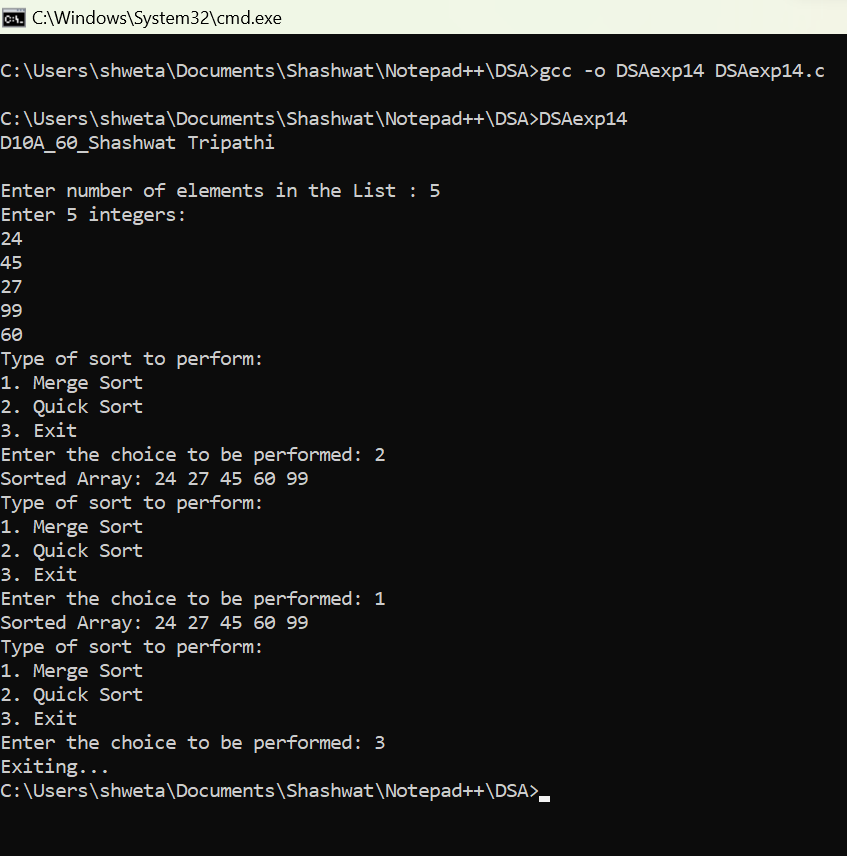 C:\Windows\System32\cmd.exe
C:\Users\shweta\Documents\Shashwat\Notepad++\DSA>gcc -o DSAexp14 DSAexp14.c
C:\Users\shweta\Documents\Shashwat\Notepad++\DSA>DSAexp14
D10A_60_Shashwat Tripathi
Enter number of elements in the List : 5
Enter 5 integers:
24
45
27
99
60
Type of sort to perform:
1. Merge Sort
2. Quick Sort
3. Exit
Enter the choice to be performed: 2
Sorted Array: 24 27 45 60 99
Type of sort to perform:
1. Merge Sort
2. Quick Sort
3. Exit
Enter the choice to be performed: 1
Sorted Array: 24 27 45 60 99
Type of sort to perform:
1. Merge Sort
2. Quick Sort
3. Exit
Enter the choice to be performed: 3
Exiting...
C:\Users\shweta\Documents\Shashwat\Notepad++\DSA>